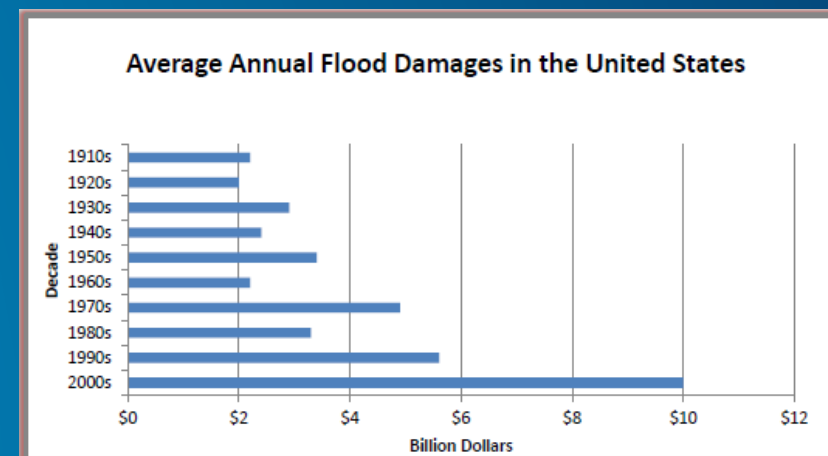 Average Annual Flood Damages in the United States
Decade
1910s
1920s
1930s
1940s
1950s
1960s
1970s
1980s
1990s
2000s
$0 $2 $4 $6 $8 $10 $12
Billion Dollars